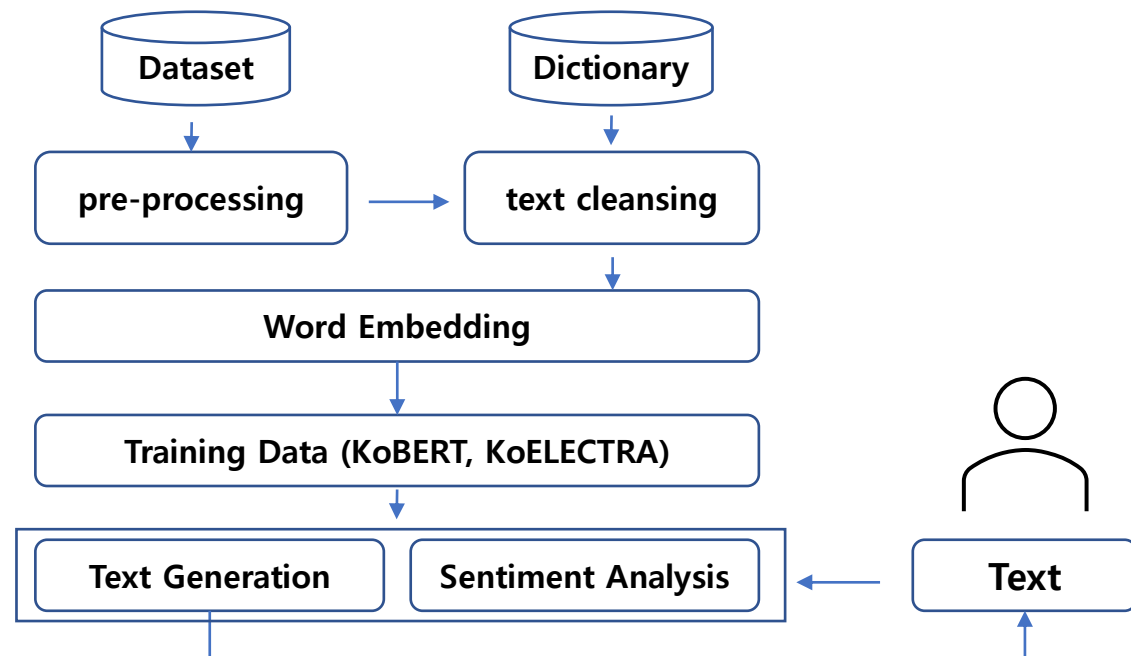 Dataset
Dictionary
pre-processing
text cleansing
Word Embedding
Training Data (KoBERT, KoELECTRA)
Text Generation
Sentiment Analysis
Text